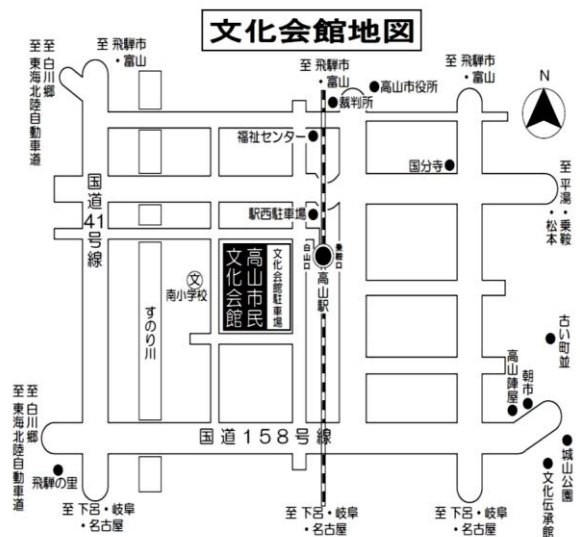 文化会館地図
至 飛騨市
・富山
至 飛騨市
・富山
至 飛騨市
・富山
至 白川郷
至 東海北陸自動車道
高山市役所
裁判所
N
福祉センター
国分寺
国道41号線
至 平湯・乗鞍
・松本
駅西駐車場
文
南小学校
高山市民
文化会館
文化会館駐車場
白山口
乗鞍口
高山駅
すのり川
古い町並
朝市
高山陣屋
至 白川郷
至 東海北陸自動車道
国道158号線
飛騨の里
城山公園
文化伝承館
至 下呂・岐阜
・名古屋
至 下呂・岐阜
・名古屋
至 下呂・岐阜
・名古屋